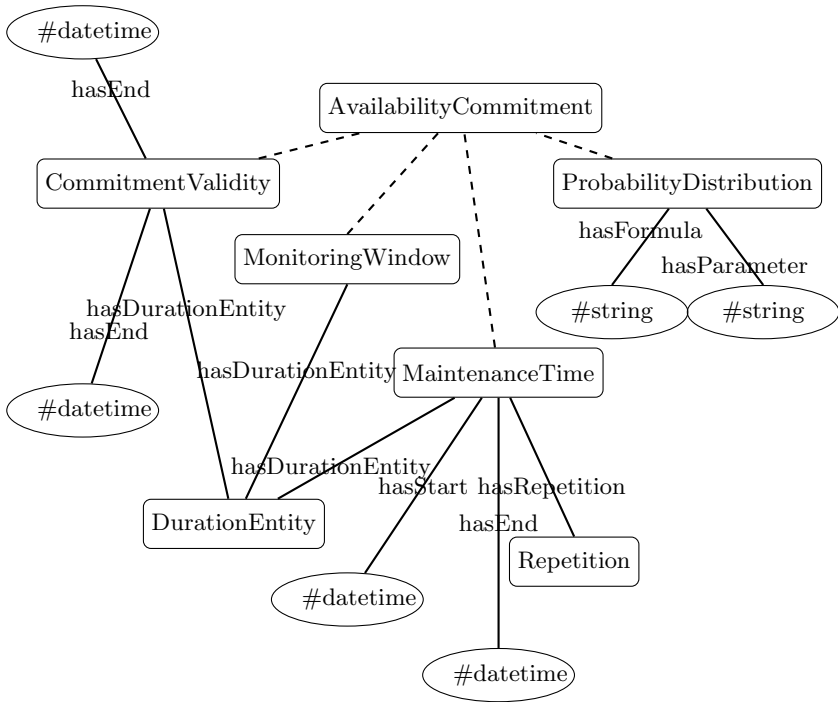 #datetime
hasEnd
AvailabilityCommitment
CommitmentValidity
ProbabilityDistribution
hasFormula
MonitoringWindow
hasParameter
hasDurationEntity
#string
#string
hasEnd
hasDurationEntity
MaintenanceTime
#datetime
hasDurationEntity
hasStart
hasRepetition
DurationEntity
hasEnd
Repetition
#datetime
#datetime